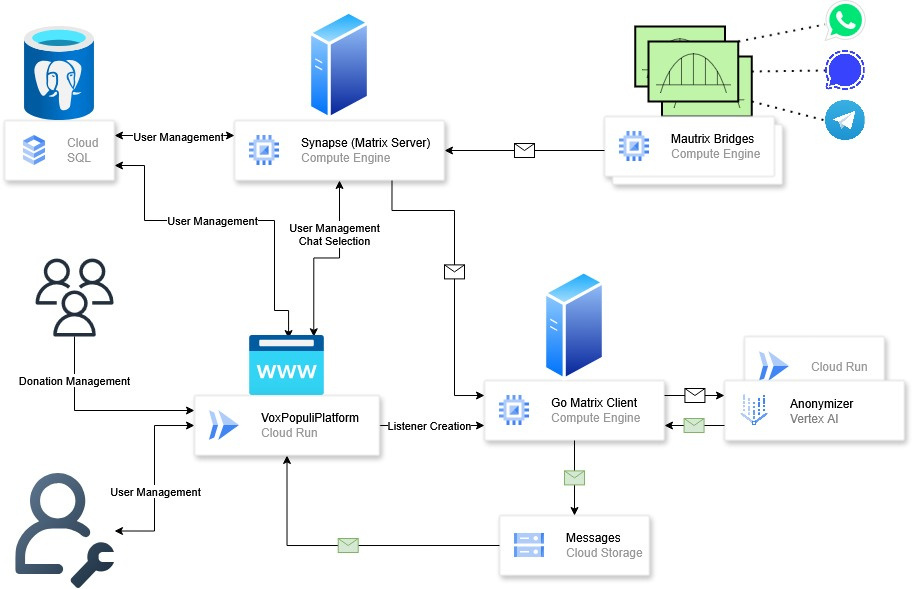 Cloud
SQL
User Management
Synapse (Matrix Server)
Compute Engine
Mautrix Bridges
Compute Engine
User Management
User Management
Chat Selection
Donation Management
WWW
VoxPopuliPlatform
Cloud Run
Listener Creation
Go Matrix Client
Compute Engine
Cloud Run
Anonymizer
Vertex AI
User Management
Messages
Cloud Storage